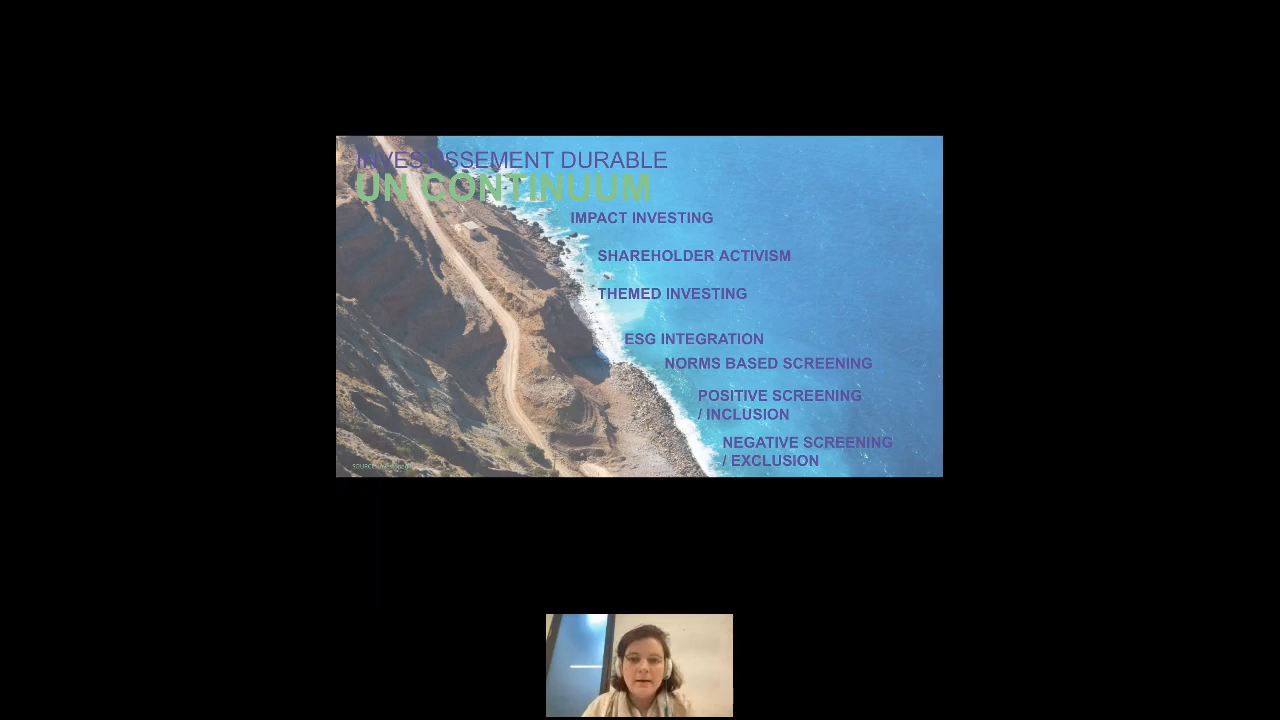 INVESTISSEMENT DURABLE
UN CONTINUUM
IMPACT INVESTING
SHAREHOLDER ACTIVISM
THEMED INVESTING
ESG INTEGRATION
NORMS BASED SCREENING
POSITIVE SCREENING
/ INCLUSION
NEGATIVE SCREENING
/ EXCLUSION